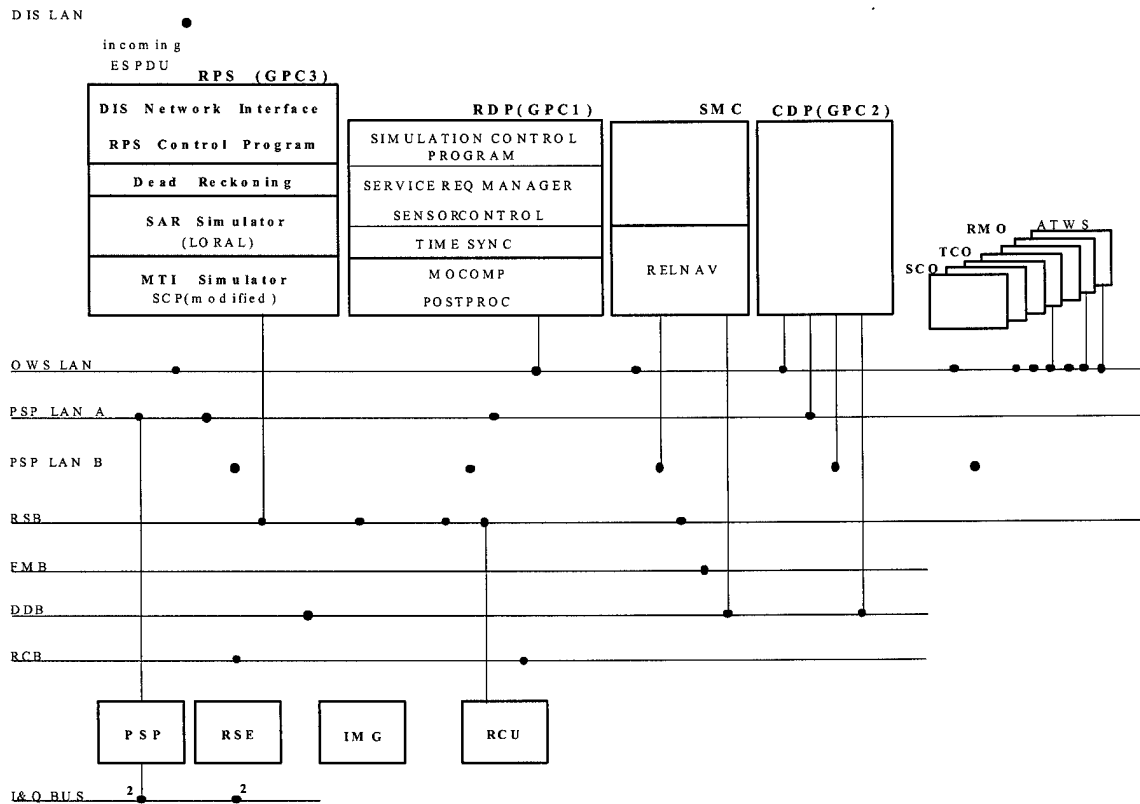 DIS LAN
incoming
ESPDU
RPS (GPC3)
DIS Network Interface
RPS Control Program
Dead Reckoning
SAR Simulator
(LORAL)
MTI Simulator
SCP(modified)
RDP(GPC1)
SIMULATION CONTROL
PROGRAM
SERVICE REQ MANAGER
SENSORCONTROL
TIME SYNC
MOCOMP
POSTPROC
SMC
RELNAV
CDP(GPC2)
SCO
TCO
RMO
ATWS
OWS LAN
PSP LAN A
PSP LAN B
RSB
EMB
DDB
RCB
PSP
RSE
IMG
RCU
I&Q BUS
2
2